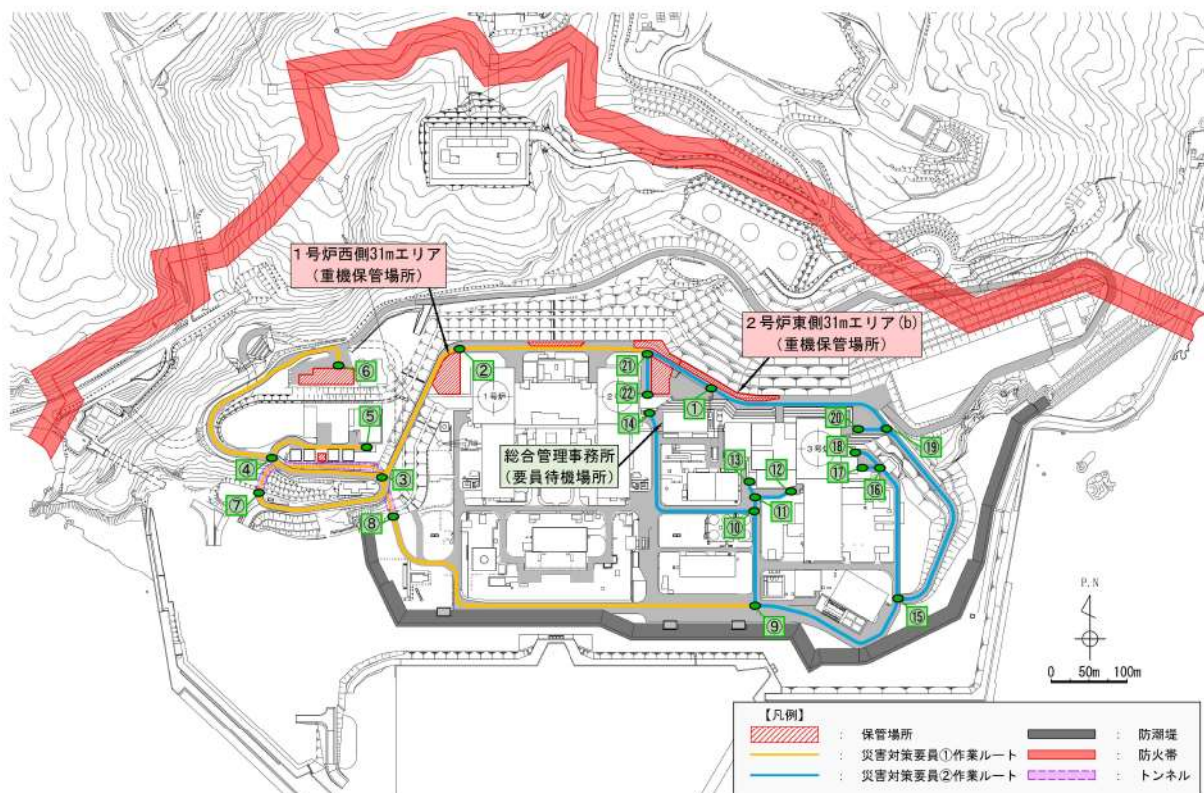 1号炉西側31mエリア
(重機保管場所)
2号炉東側31mエリア(b)
(重機保管場所)
㉑
②
⑥
1号炉
2
㉒
①
⑭
⑤
総合管理事務所
(要員待機場所)
⑳
⑱
3号炉
⑲
④
⑬
⑫
⑰
③
⑯
⑦
⑪
⑧
⑩
⑨
⑮
P.N
0 50m 100m
【凡例】
: 保管場所
: 防潮堤
: 災害対策要員①作業ルート
: 防火帯
: 災害対策要員②作業ルート
: トンネル